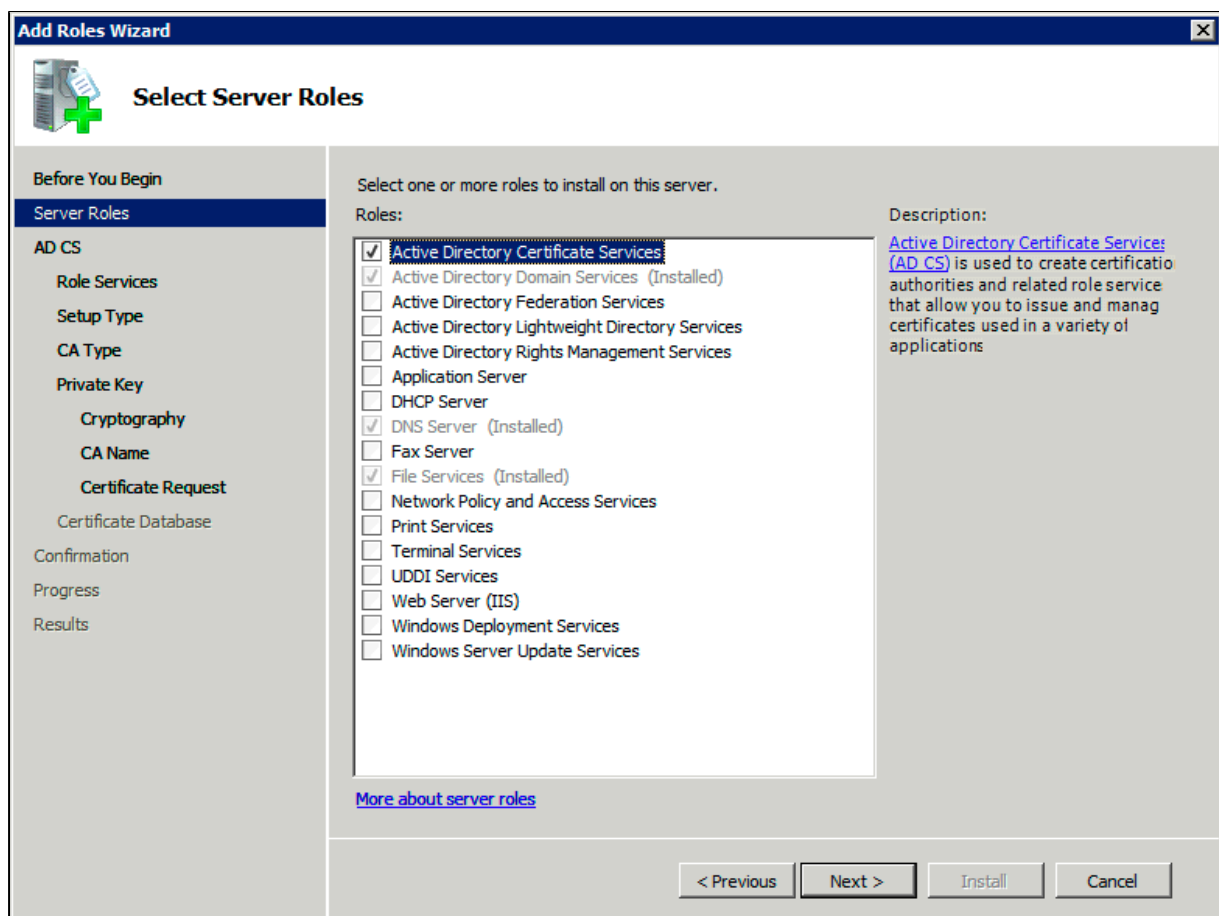 Add Roles Wizard
Select Server Roles
Before You Begin
Server Roles
AD CS
Role Services
Setup Type
CA Type
Private Key
Cryptography
CA Name
Certificate Request
Certificate Database
Confirmation
Progress
Results
Select one or more roles to install on this server.
Roles:
Active Directory Certificate Services
Active Directory Domain Services (Installed)
Active Directory Federation Services
Active Directory Lightweight Directory Services
Active Directory Rights Management Services
Application Server
DHCP Server
DNS Server (Installed)
Fax Server
File Services (Installed)
Network Policy and Access Services
Print Services
Terminal Services
UDDI Services
Web Server (IIS)
Windows Deployment Services
Windows Server Update Services
More about server roles
Description:
Active Directory Certificate Services
(AD CS) is used to create certificatio
authorities and related role service
that allow you to issue and manag
certificates used in a variety of
applications
< Previous
Next >
Install
Cancel